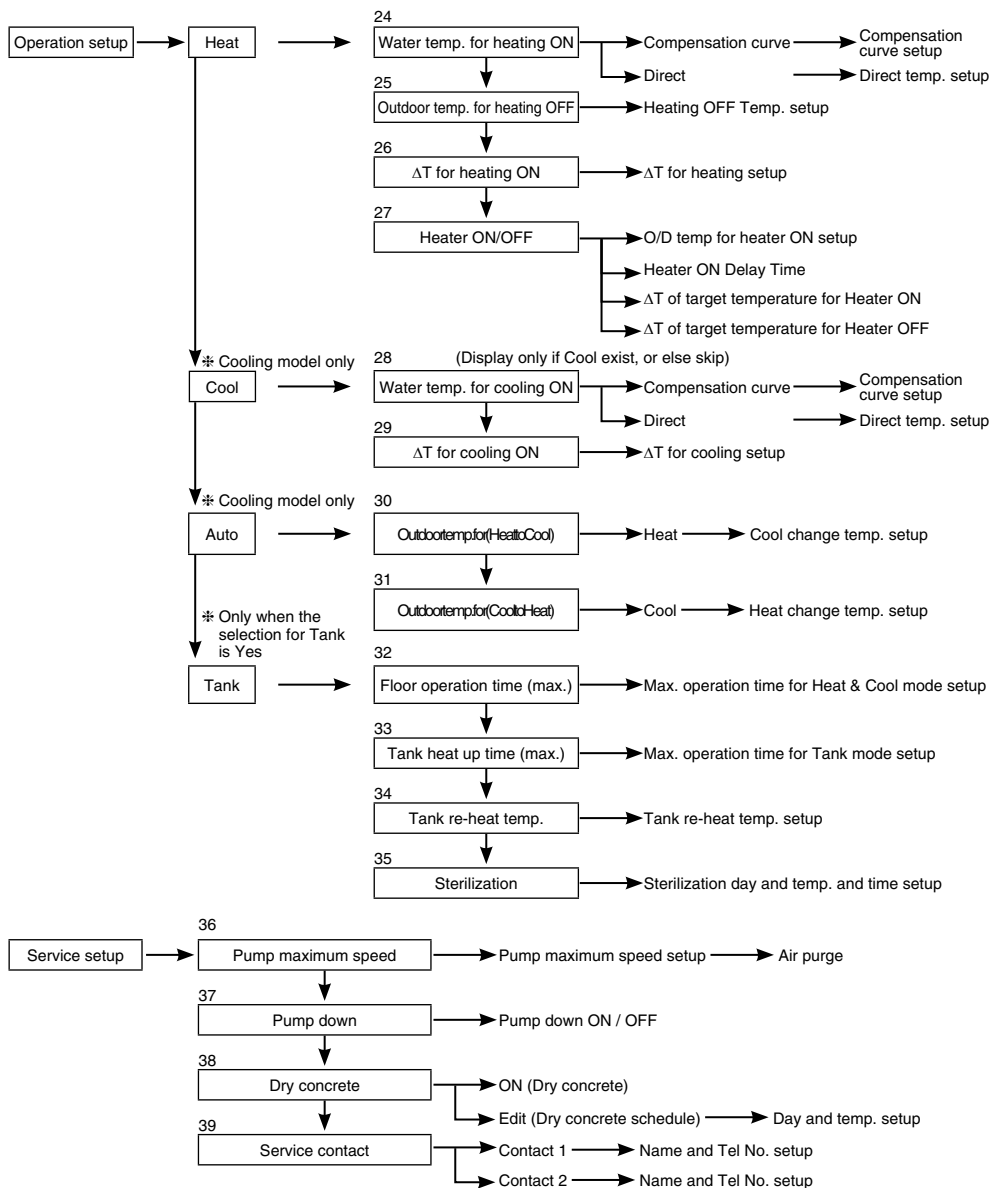 24
Operation setup Heat Water temp. for heating ON Compensation curve Compensation
curve setup
Direct Direct temp. setup
25
Outdoor temp. for heating OFF Heating OFF Temp. setup
26
ΔT for heating ON ΔT for heating setup
27
Heater ON/OFF O/D temp for heater ON setup
Heater ON Delay Time
ΔT of target temperature for Heater ON
ΔT of target temperature for Heater OFF
❉ Cooling model only 28 (Display only if Cool exist, or else skip)
Cool Water temp. for cooling ON Compensation curve Compensation
curve setup
Direct Direct temp. setup
29
ΔT for cooling ON ΔT for cooling setup
❉ Cooling model only 30
Auto Outdoortemp.for(HeattoCool) Heat Cool change temp. setup
31
Outdoortemp.for(CooltoHeat) Cool Heat change temp. setup
❉ Only when the
selection for Tank
is Yes
32
Tank Floor operation time (max.) Max. operation time for Heat & Cool mode setup
33
Tank heat up time (max.) Max. operation time for Tank mode setup
34
Tank re-heat temp. Tank re-heat temp. setup
35
Sterilization Sterilization day and temp. and time setup
36
Service setup Pump maximum speed Pump maximum speed setup Air purge
37
Pump down Pump down ON / OFF
38
Dry concrete ON (Dry concrete)
Edit (Dry concrete schedule) Day and temp. setup
39
Service contact Contact 1 Name and Tel No. setup
Contact 2 Name and Tel No. setup